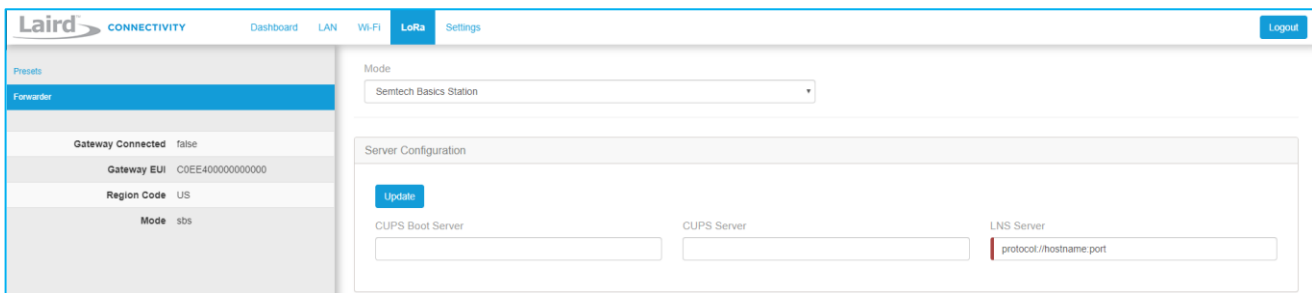 Laird CONNECTIVITY Dashboard LAN Wi-Fi LoRa Settings Logout
Presets
Forwarder
Gateway Connected false
Gateway EUI C0EE400000000000
Region Code US
Mode sbs
Mode
Semtech Basics Station
Server Configuration
Update
CUPS Boot Server CUPS Server LNS Server
protocol://hostname:port